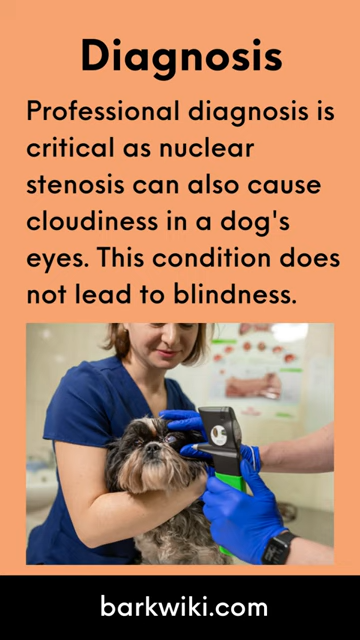 Diagnosis
Professional diagnosis is
critical as nuclear
stenosis can also cause
cloudiness in a dog's
eyes. This condition does
not lead to blindness.
barkwiki.com